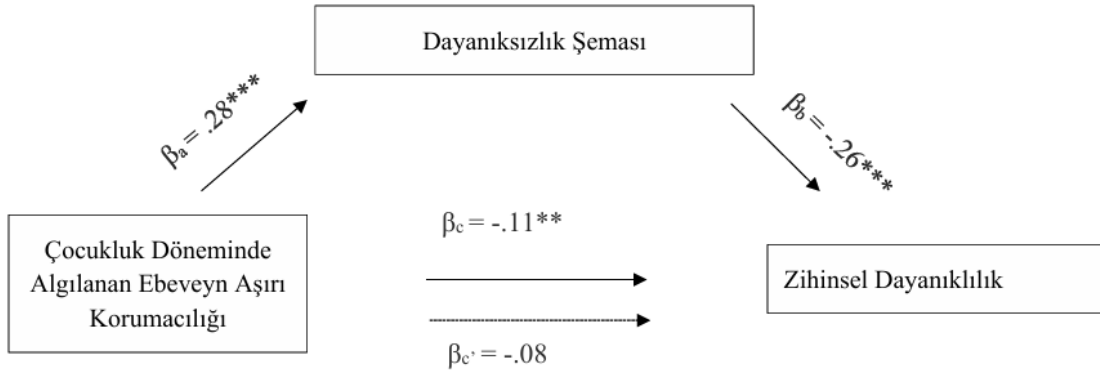 Dayanıksızlık Şeması
βa = .28***
βb = -.26***
Çocukluk Döneminde
Algılanan Ebeveyn Aşırı
Korumacılığı
βc = -.11**
βc' = -.08
Zihinsel Dayanıklılık